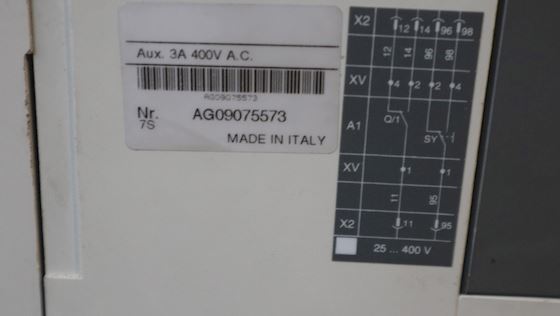 Aux. 3A 400V A.C.
AG09075573
Nr. AG09075573
7S
MADE IN ITALY
X2 12 14 96 98
12 14 96 98
XV 4 2 2 4
A1 Q/1 SY
XV 1 1
11 95
X2 11 95
25 ... 400 V